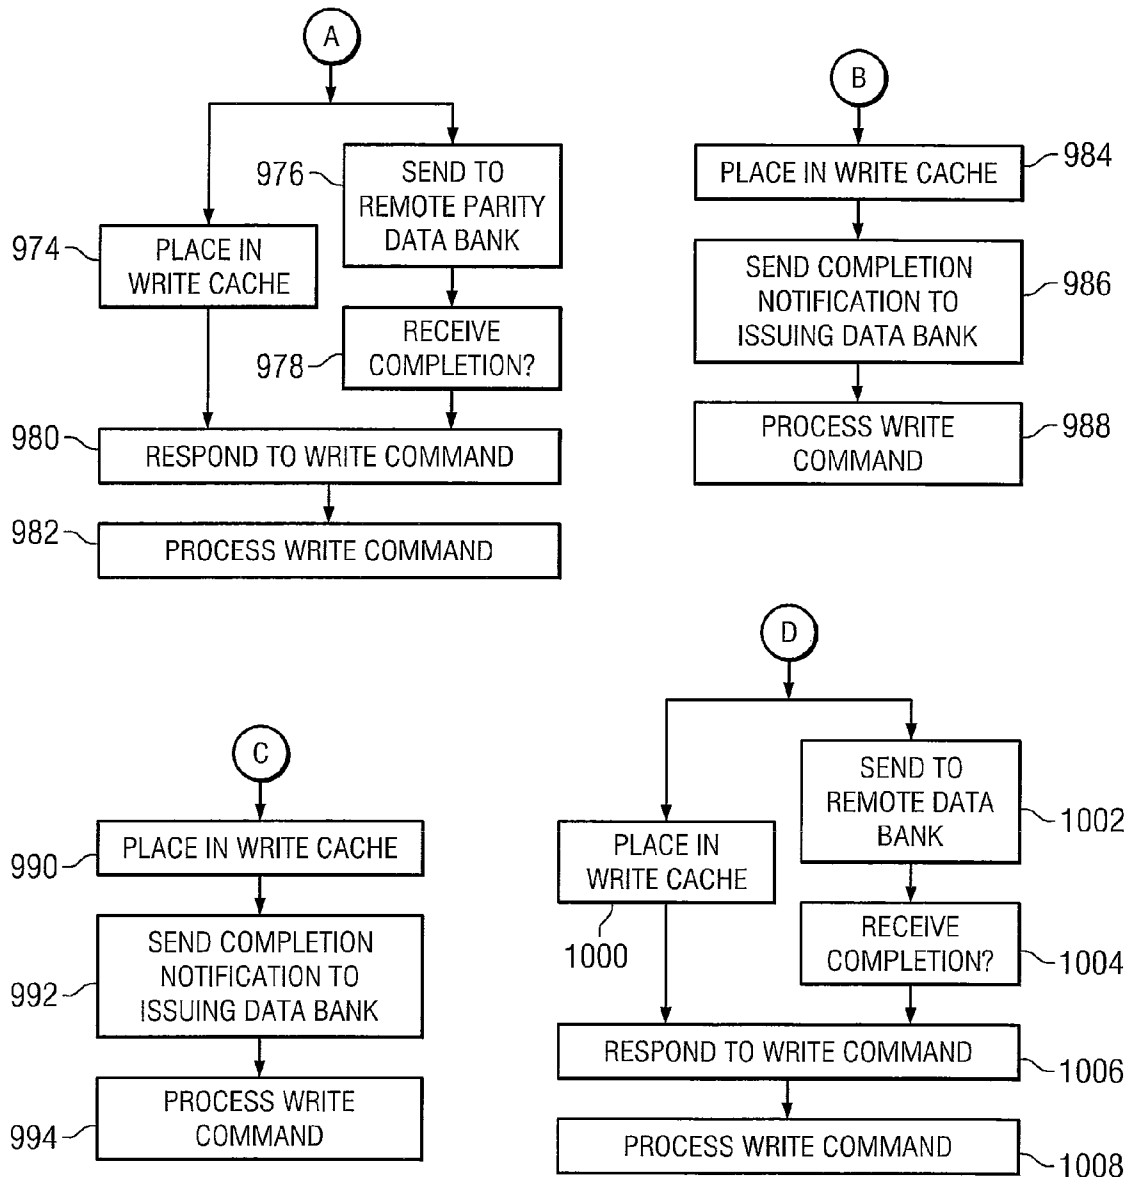 A
976
SEND TO
REMOTE PARITY
DATA BANK
974
PLACE IN
WRITE CACHE
978
RECEIVE
COMPLETION?
980
RESPOND TO WRITE COMMAND
982
PROCESS WRITE COMMAND
B
PLACE IN WRITE CACHE
984
SEND COMPLETION
NOTIFICATION TO
ISSUING DATA BANK
986
PROCESS WRITE
COMMAND
988
C
990
PLACE IN WRITE CACHE
992
SEND COMPLETION
NOTIFICATION TO
ISSUING DATA BANK
994
PROCESS WRITE
COMMAND
D
SEND TO
REMOTE DATA
BANK
1002
PLACE IN
WRITE CACHE
1000
RECEIVE
COMPLETION?
1004
RESPOND TO WRITE COMMAND
1006
PROCESS WRITE COMMAND
1008